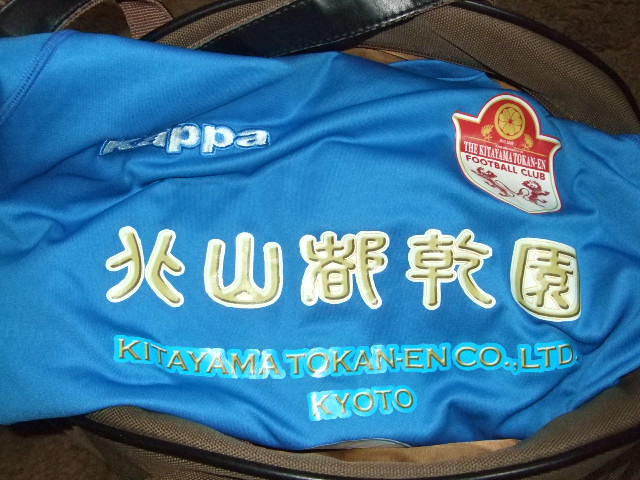 Kappa
THE KITAYAMA TOKAN-EN
FOOTBALL CLUB
北山都乾園
KITAYAMA TOKAN-EN CO., LTD.
KYOTO